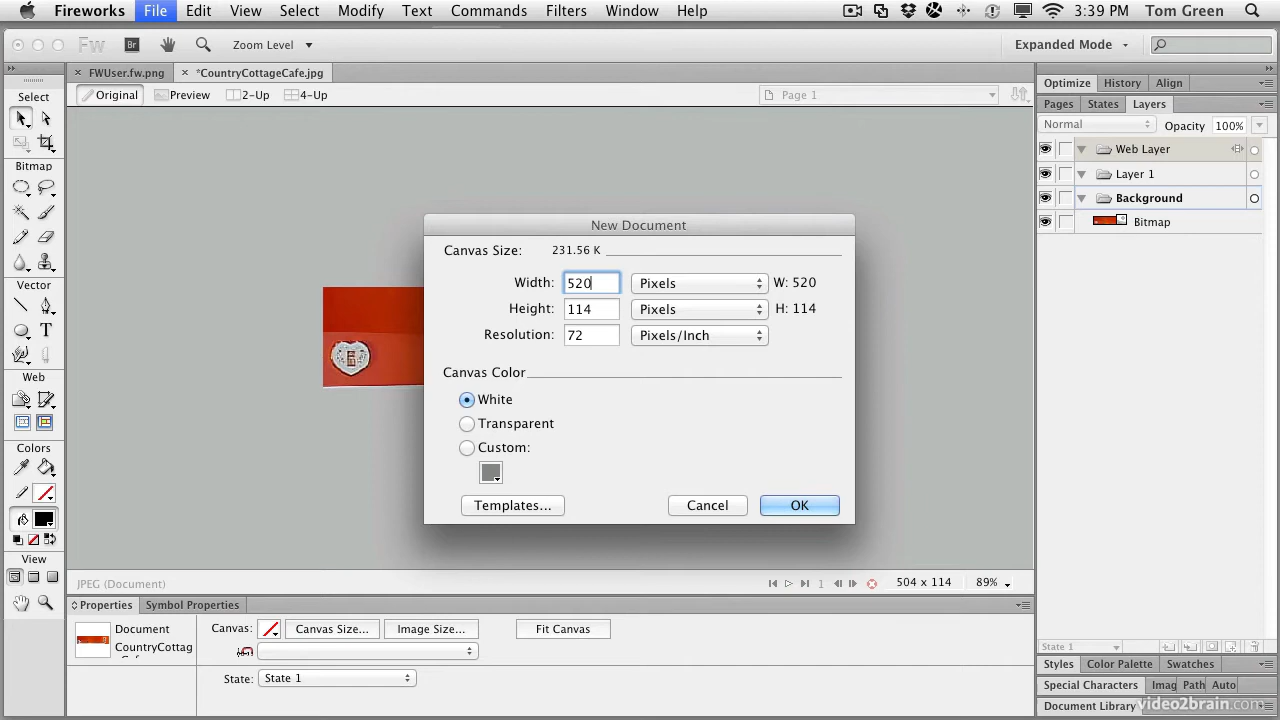 Fireworks File Edit View Select Modify Text Commands Filters Window Help 3:39 PM Tom Green
Fw Br Zoom Level Expanded Mode
FWUser.fw.png *CountryCottageCafe.jpg
Original Preview 2-Up 4-Up Page 1
Select
Bitmap
Vector
Web
Colors
View
Optimize History Align
Pages States Layers
Normal Opacity 100%
Web Layer
Layer 1
Background
Bitmap
New Document
Canvas Size: 231.56 K
Width: 520 Pixels W: 520
Height: 114 Pixels H: 114
Resolution: 72 Pixels/Inch
Canvas Color
White
Transparent
Custom:
Templates... Cancel OK
JPEG (Document) 1 504 x 114 89%
Properties Symbol Properties
Document Canvas: Canvas Size... Image Size... Fit Canvas
CountryCottag
State: State 1
State 1
Styles Color Palette Swatches
Special Characters Imag Path Auto
Document Library
video2brain.com